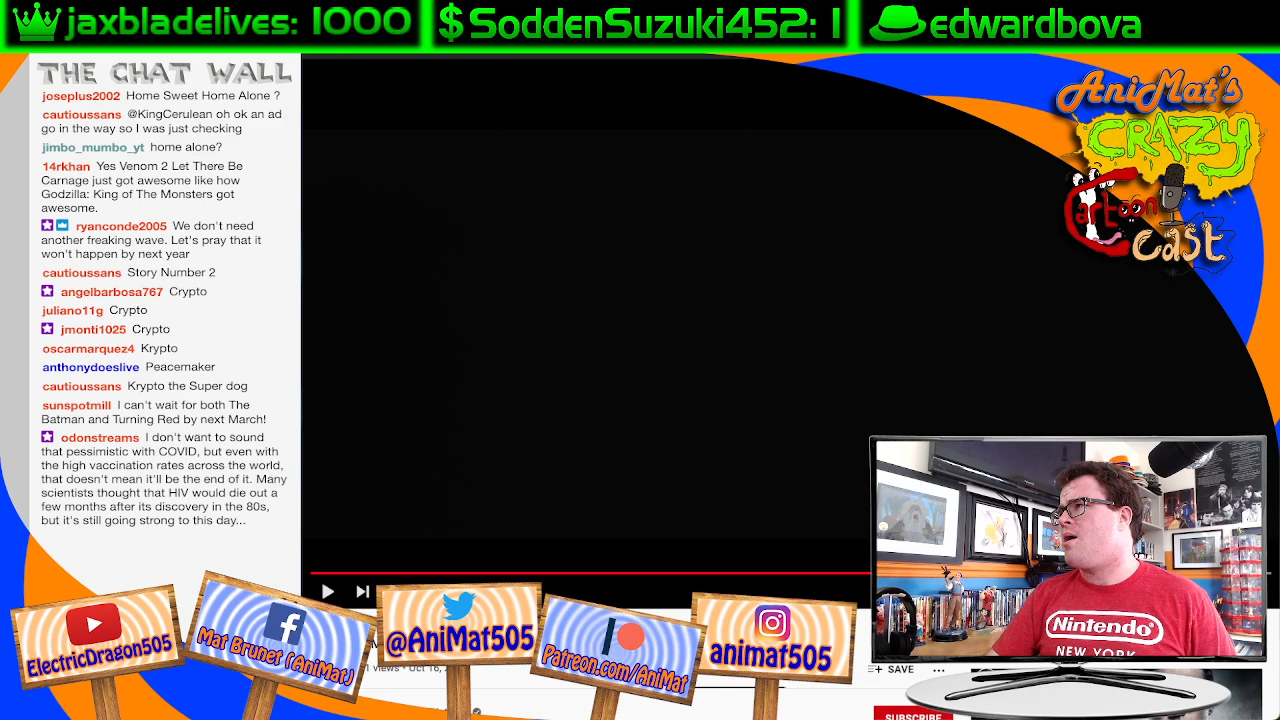 jaxbladelives: 1000
$ SoddenSuzuki452: 1
edwardbova
THE CHAT WALL
joseplus2002 Home Sweet Home Alone ?
cautioussans @KingCerulean oh ok an ad
go in the way so I was just checking
jimbo_mumbo_yt home alone?
14rkhan Yes Venom 2 Let There Be
Carnage just got awesome like how
Godzilla: King of The Monsters got
awesome.
ryanconde2005 We don't need
another freaking wave. Let's pray that it
won't happen by next year
cautioussans Story Number 2
angelbarbosa767 Crypto
juliano11g Crypto
jmonti1025 Crypto
oscarmarquez4 Krypto
anthonydoeslive Peacemaker
cautioussans Krypto the Super dog
sunspotmill I can't wait for both The
Batman and Turning Red by next March!
odonstreams I don't want to sound
that pessimistic with COVID, but even with
the high vaccination rates across the world,
that doesn't mean it'll be the end of it. Many
scientists thought that HIV would die out a
few months after its discovery in the 80s,
but it's still going strong to this day...
AniMat's
CRAZY
Cartoon
Cast
Nintendo
NEW YORK
ElectricDragon505
Mat Brunet (AniMat)
@AniMat505
Patreon.com/AniMat
animat505
1 views • Oct 16,
SAVE
SUBSCRIBE